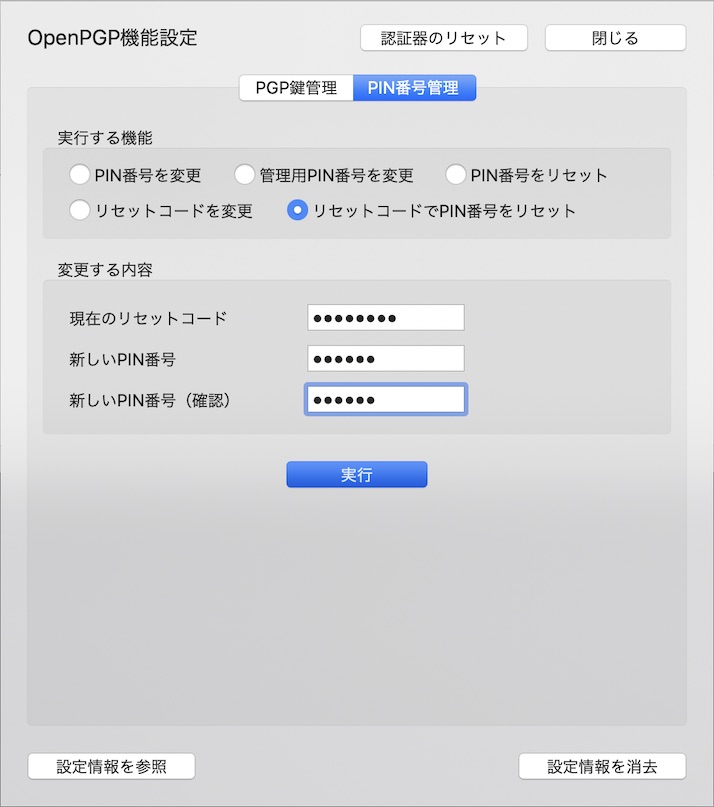 OpenPGP機能設定 認証器のリセット 閉じる
PGP鍵管理 PIN番号管理
実行する機能
PIN番号を変更 管理用PIN番号を変更 PIN番号をリセット
リセットコードを変更 リセットコードでPIN番号をリセット
変更する内容
現在のリセットコード ●●●●●●●●
新しいPIN番号 ●●●●●●
新しいPIN番号（確認） ●●●●●●
実行
設定情報を参照 設定情報を消去